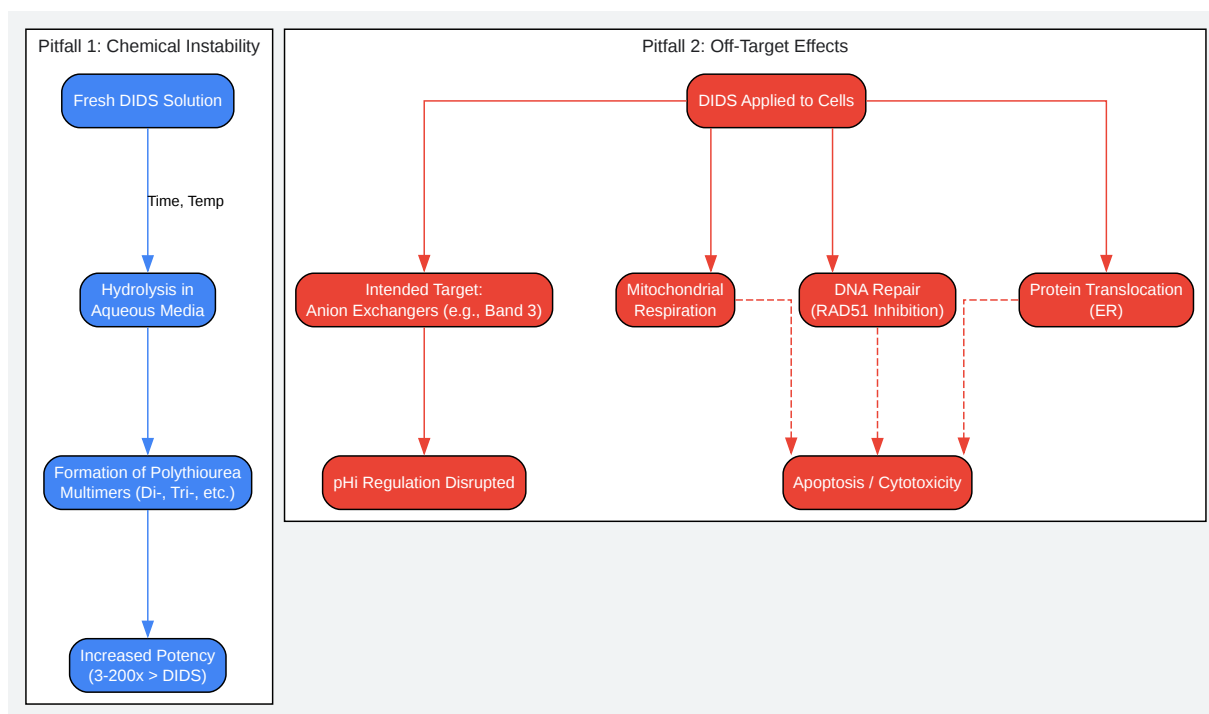 Pitfall 1: Chemical Instability
Fresh DIDS Solution
Time, Temp
Hydrolysis in
Aqueous Media
Formation of Polythiourea
Multimers (Di-, Tri-, etc.)
Increased Potency
(3-200x > DIDS)
Pitfall 2: Off-Target Effects
DIDS Applied to Cells
Intended Target:
Anion Exchangers (e.g., Band 3)
Mitochondrial
Respiration
DNA Repair
(RAD51 Inhibition)
Protein Translocation
(ER)
pHi Regulation Disrupted
Apoptosis / Cytotoxicity